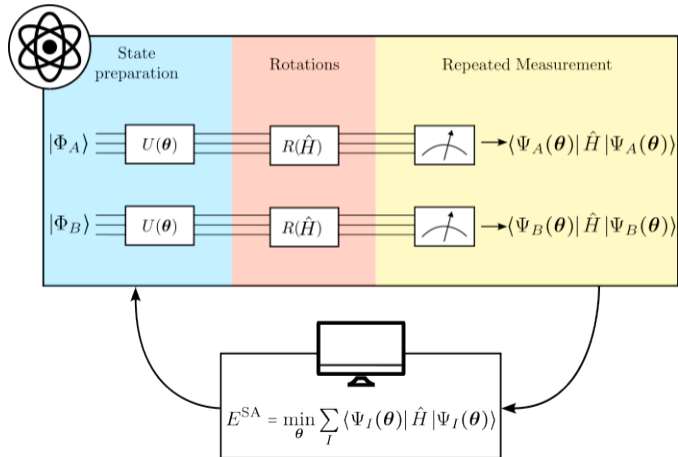 State preparation
Rotations
Repeated Measurement
|Φ_A⟩ U(θ) R(Ĥ) ⟨Ψ_A(θ)| Ĥ |Ψ_A(θ)⟩
|Φ_B⟩ U(θ) R(Ĥ) ⟨Ψ_B(θ)| Ĥ |Ψ_B(θ)⟩
E^SA = min_θ ∑_I ⟨Ψ_I(θ)| Ĥ |Ψ_I(θ)⟩